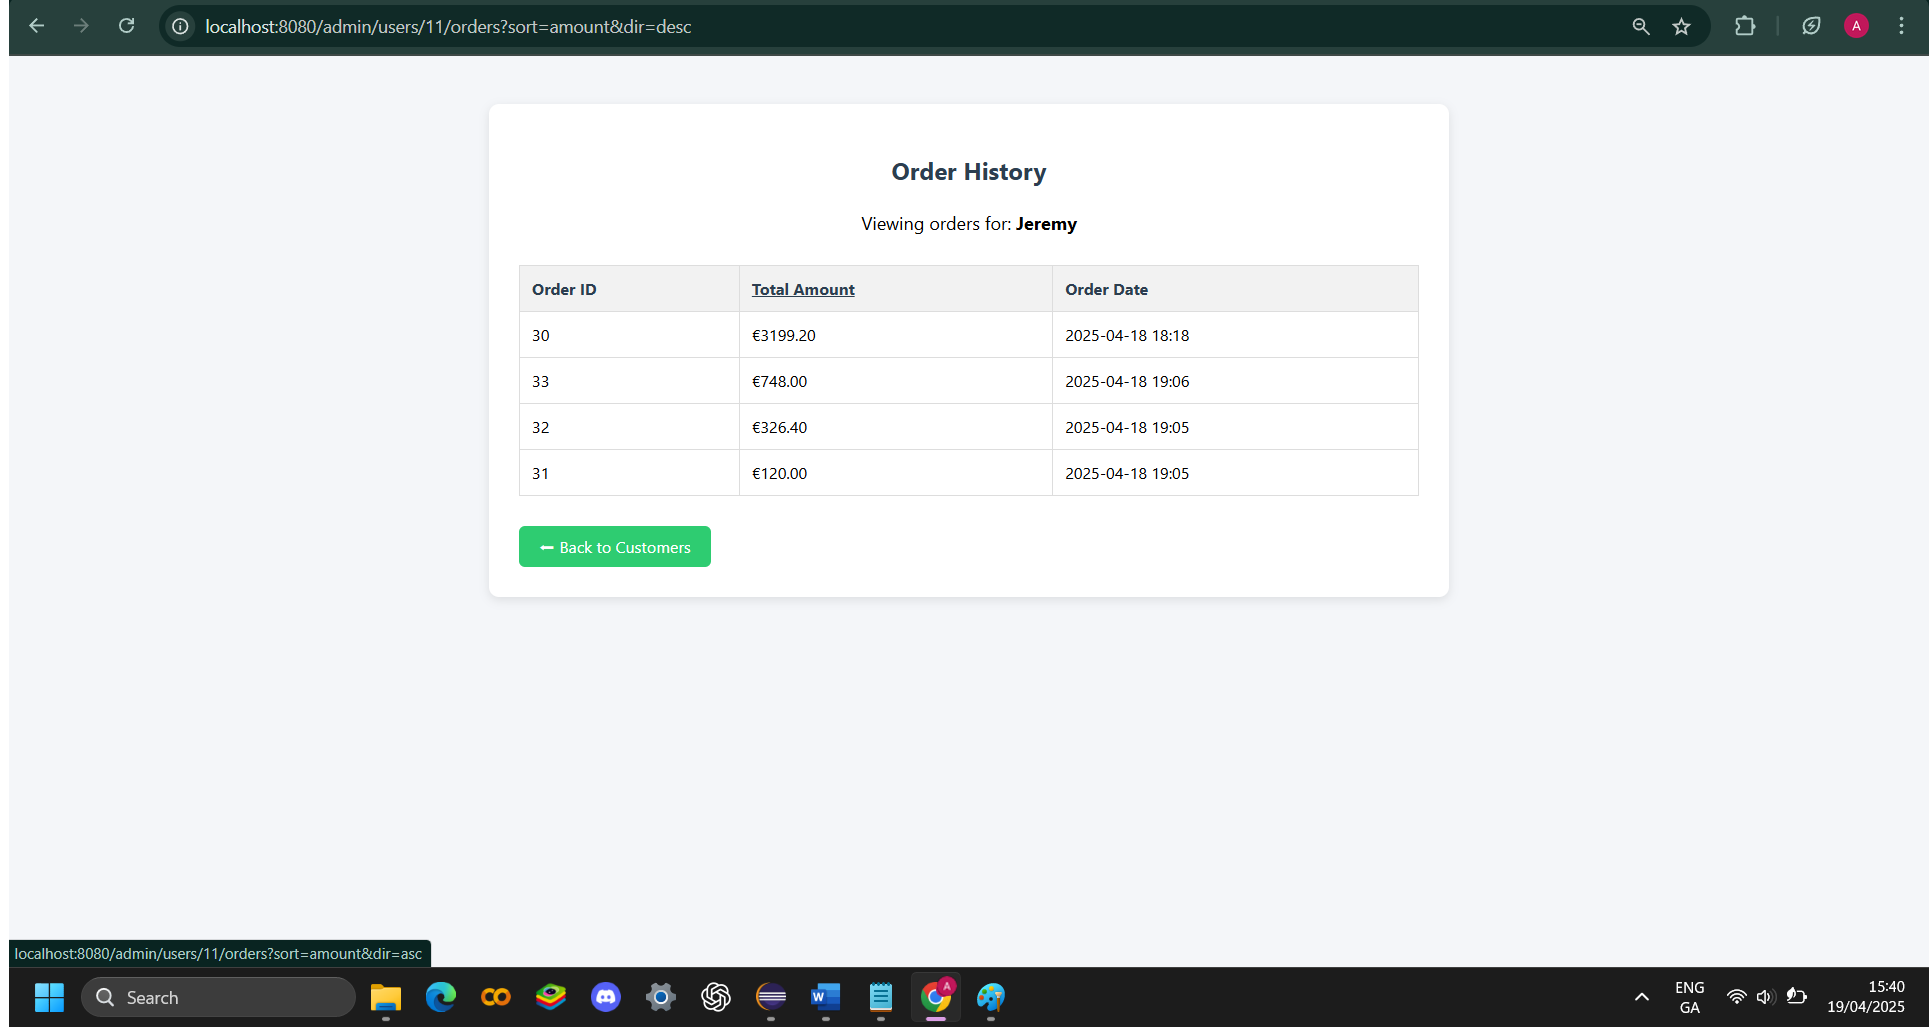 localhost:8080/admin/users/11/orders?sort=amount&dir=desc
A
Order History
Viewing orders for: Jeremy
Order ID Total Amount Order Date
30 €3199.20 2025-04-18 18:18
33 €748.00 2025-04-18 19:06
32 €326.40 2025-04-18 19:05
31 €120.00 2025-04-18 19:05
← Back to Customers
localhost:8080/admin/users/11/orders?sort=amount&dir=asc
Search
W
A
ENG
GA
15:40
19/04/2025